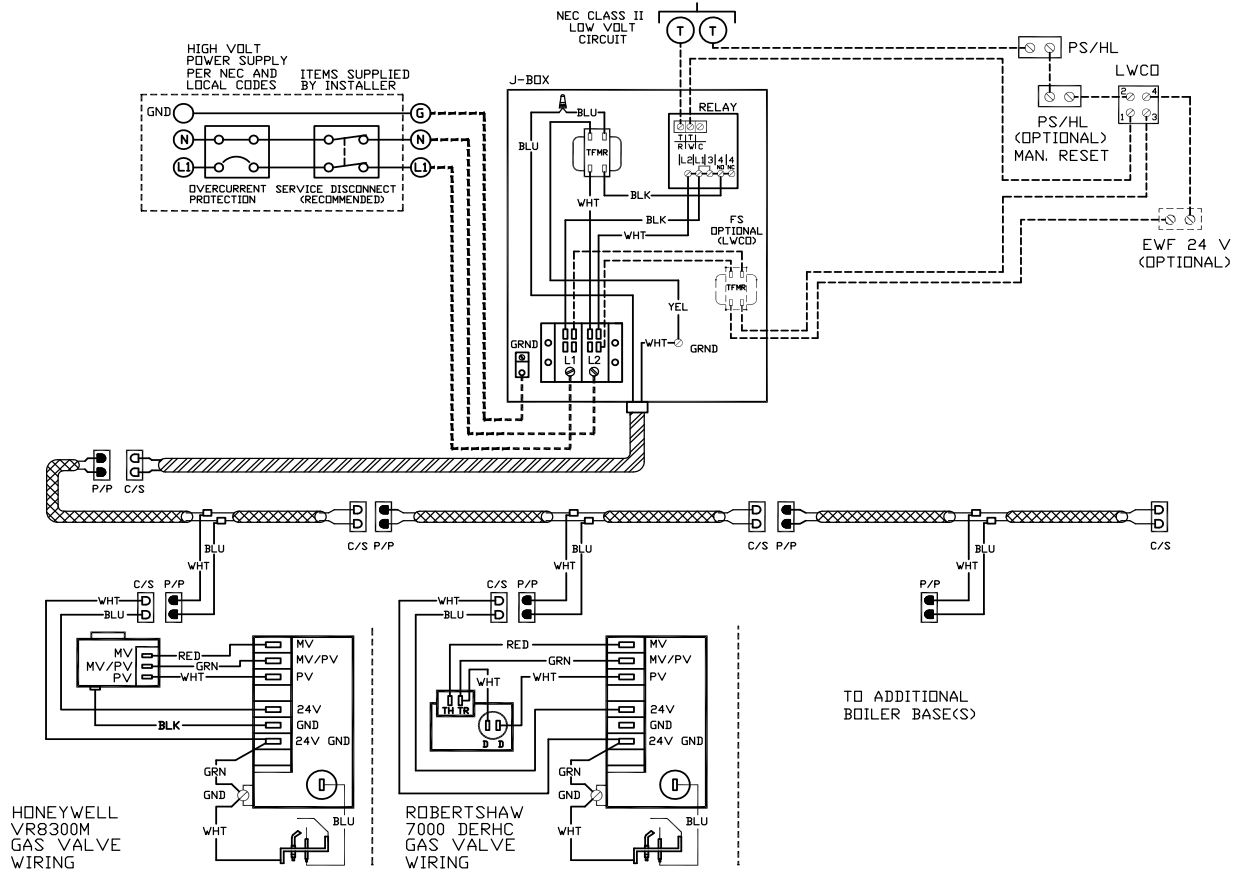 NEC CLASS II
LOW VOLT
CIRCUIT
T T
PS/HL
LWCO
2 4
1 3
PS/HL
(OPTIONAL)
MAN. RESET
EWF 24 V
(OPTIONAL)
HIGH VOLT
POWER SUPPLY
PER NEC AND
LOCAL CODES
ITEMS SUPPLIED
BY INSTALLER
GND
G
N
N
L1
L1
OVERCURRENT
PROTECTION
SERVICE DISCONNECT
(RECOMMENDED)
J-BOX
BLU
BLU
TFMR
RELAY
T T
R W C
L2 L1 3 4 4
NO NC
BLK
WHT
BLK
WHT
FS
OPTIONAL
(LWCO)
TFMR
YEL
WHT
GRND
GRND
L1 L2
P/P C/S
C/S P/P
C/S P/P
C/S
BLU
WHT
BLU
WHT
BLU
WHT
C/S P/P
C/S P/P
P/P
WHT
BLU
MV
MV/PV
PV
RED
GRN
WHT
BLK
MV
MV/PV
PV
24V
GND
24V GND
GRN
GND
WHT
BLU
HONEYWELL
VR8300M
GAS VALVE
WIRING
WHT
BLU
RED
GRN
WHT
WHT
TH TR
D D
MV
MV/PV
PV
24V
GND
24V GND
GRN
GND
WHT
BLU
ROBERTSHAW
7000 DERHC
GAS VALVE
WIRING
TO ADDITIONAL
BOILER BASE(S)